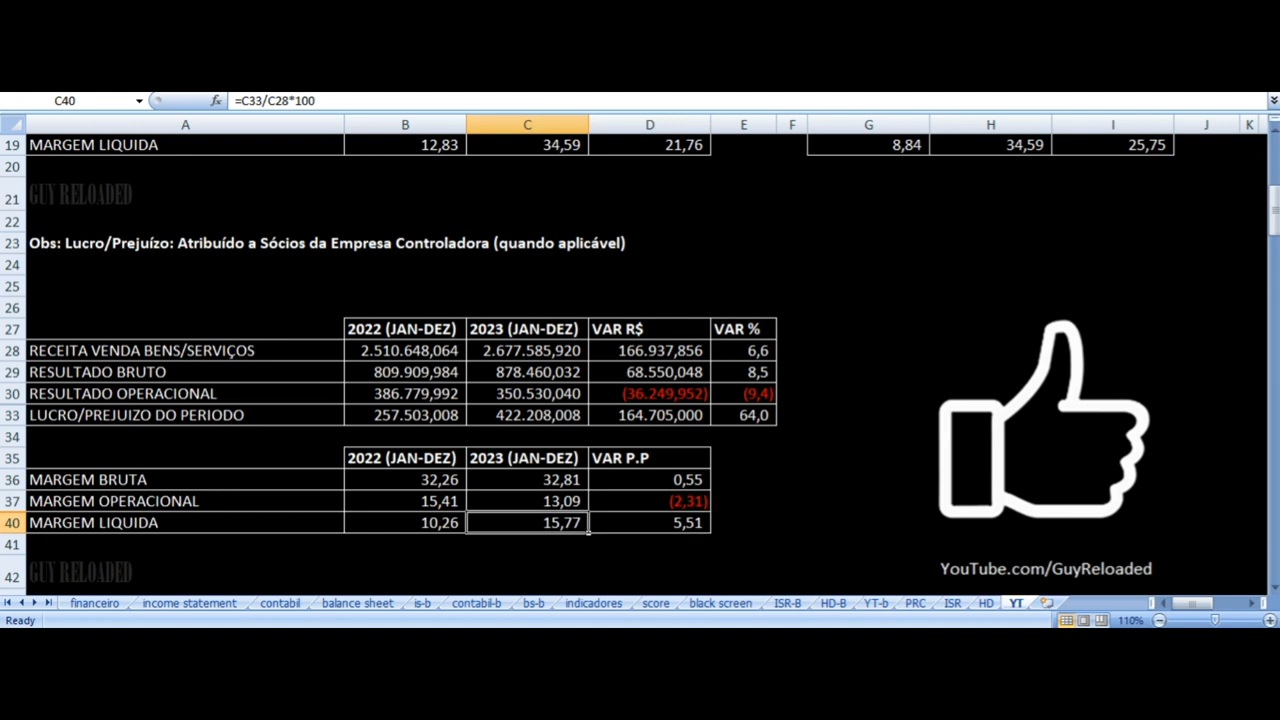 C40 fx =C33/C28*100
A B C D E F G H I J K
19 MARGEM LIQUIDA 12,83 34,59 21,76 8,84 34,59 25,75
20
21 GUY RELOADED
22
23 Obs: Lucro/Prejuízo: Atribuído a Sócios da Empresa Controladora (quando aplicável)
24
25
26
27 2022 (JAN-DEZ) 2023 (JAN-DEZ) VAR R$ VAR %
28 RECEITA VENDA BENS/SERVIÇOS 2.510.648,064 2.677.585,920 166.937,856 6,6
29 RESULTADO BRUTO 809.909,984 878.460,032 68.550,048 8,5
30 RESULTADO OPERACIONAL 386.779,992 350.530,040 (36.249,952) (9,4)
33 LUCRO/PREJUIZO DO PERIODO 257.503,008 422.208,008 164.705,000 64,0
34
35 2022 (JAN-DEZ) 2023 (JAN-DEZ) VAR P.P
36 MARGEM BRUTA 32,26 32,81 0,55
37 MARGEM OPERACIONAL 15,41 13,09 (2,31)
40 MARGEM LIQUIDA 10,26 15,77 5,51
41
42 GUY RELOADED
YouTube.com/GuyReloaded
financeiro income statement contabil balance sheet is-b contabil-b bs-b indicadores score black screen ISR-B HD-B YT-b PRC ISR HD YT
Ready 110%